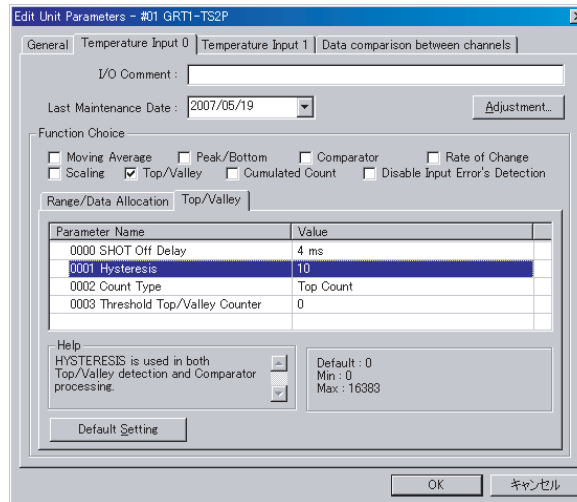 Edit Unit Parameters - #01 GRT1-TS2P
General Temperature Input 0 Temperature Input 1 Data comparison between channels
I/O Comment :
Last Maintenance Date : 2007/05/19 Adjustment...
Function Choice
Moving Average Peak/Bottom Comparator Rate of Change
Scaling Top/Valley Cumulated Count Disable Input Error's Detection
Range/Data Allocation Top/Valley
Parameter Name Value
0000 SHOT Off Delay 4 ms
0001 Hysteresis 10
0002 Count Type Top Count
0003 Threshold Top/Valley Counter 0
Help
HYSTERESIS is used in both
Top/Valley detection and Comparator
processing.
Default : 0
Min : 0
Max : 16383
Default Setting
OK キャンセル